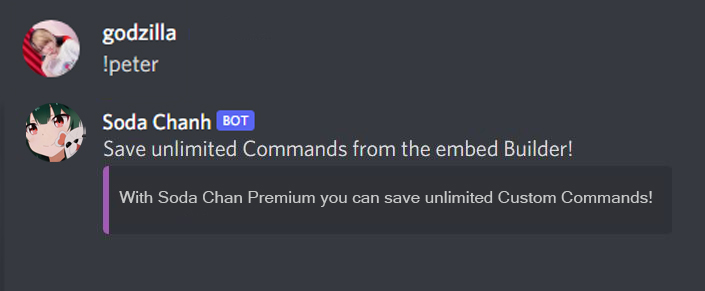 godzilla
!peter
Soda Chanh BOT
Save unlimited Commands from the embed Builder!
With Soda Chan Premium you can save unlimited Custom Commands!